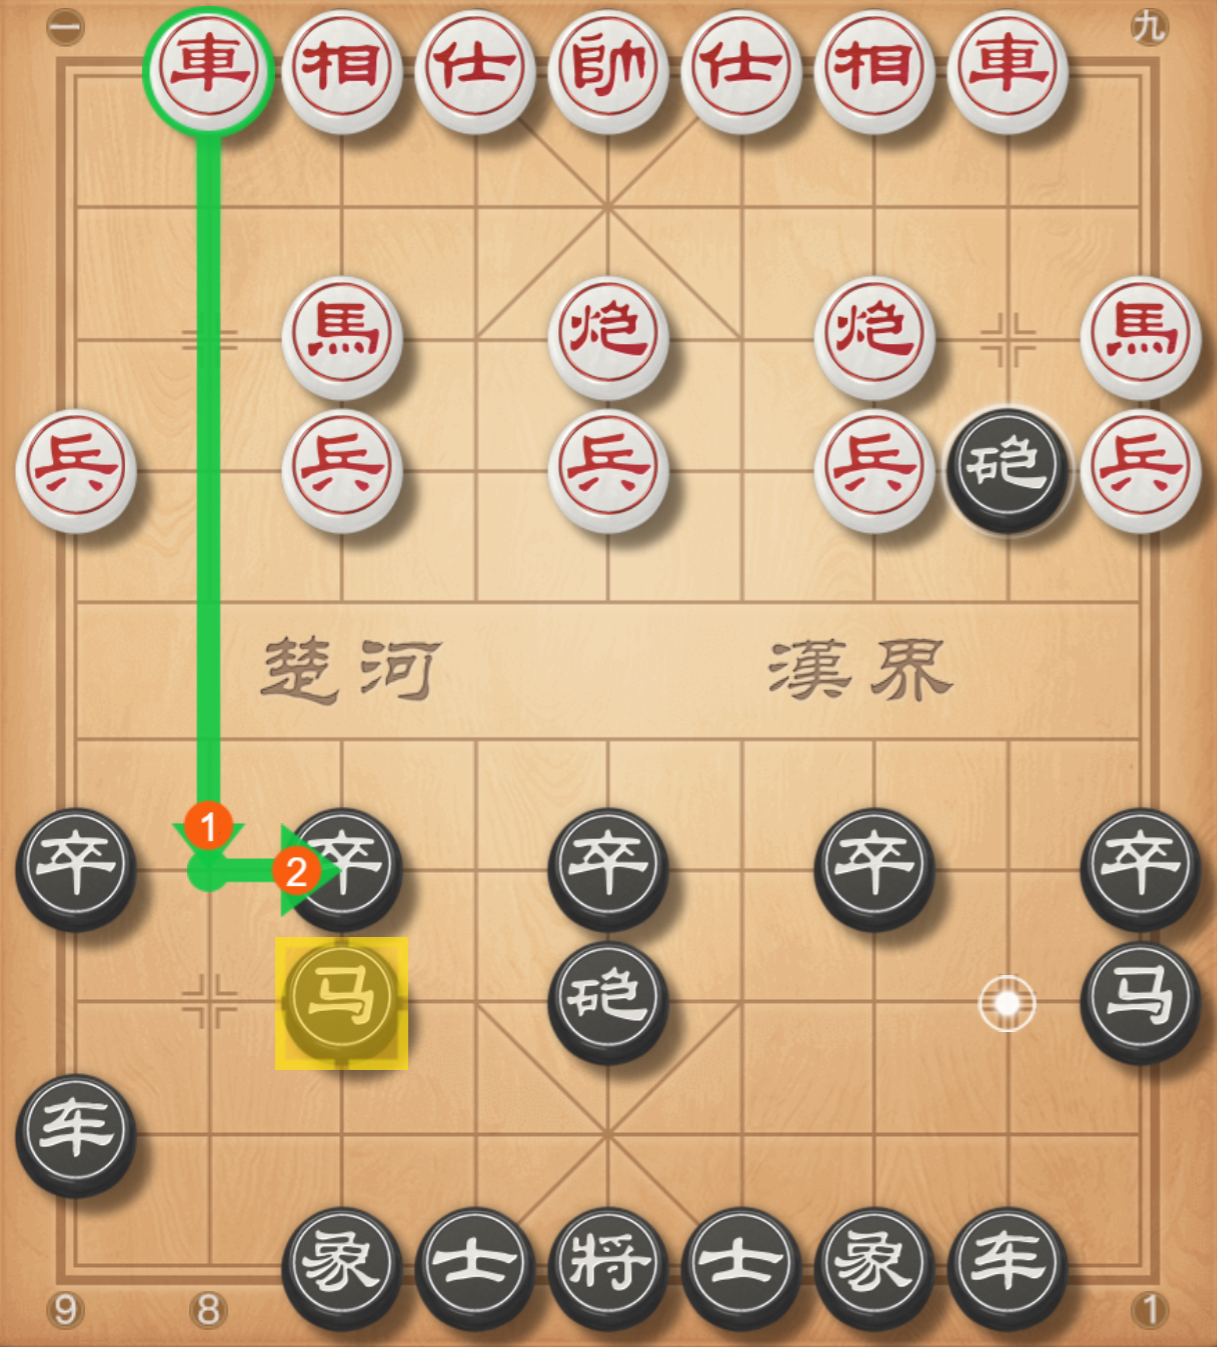 一 九
車 相 仕 帥 仕 相 車
馬 炮 炮 馬
兵 兵 兵 兵 砲 兵
楚河 漢界
1
卒 2 卒 卒 卒 卒
马 砲 马
车
象 士 将 士 象 车
9 8 1